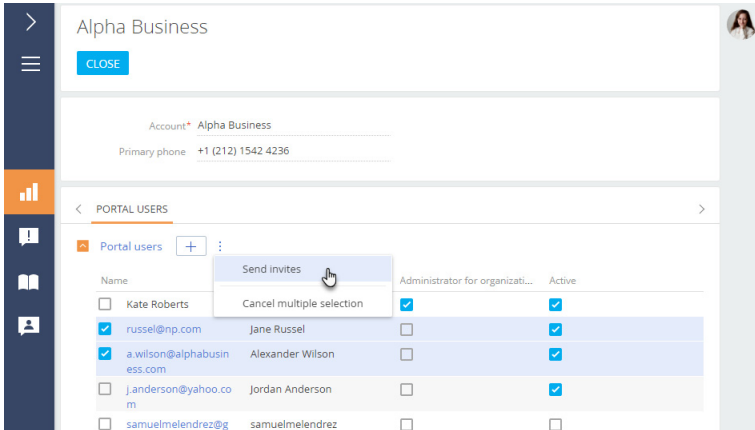 Alpha Business
CLOSE
Account* Alpha Business
Primary phone +1 (212) 1542 4236
PORTAL USERS
Portal users
Send invites
Cancel multiple selection
Name Administrator for organizati... Active
Kate Roberts
russel@np.com Jane Russel
a.wilson@alphabusin Alexander Wilson
ess.com
j.anderson@yahoo.co Jordan Anderson
m
samuelmelendrez@g samuelmelendrez